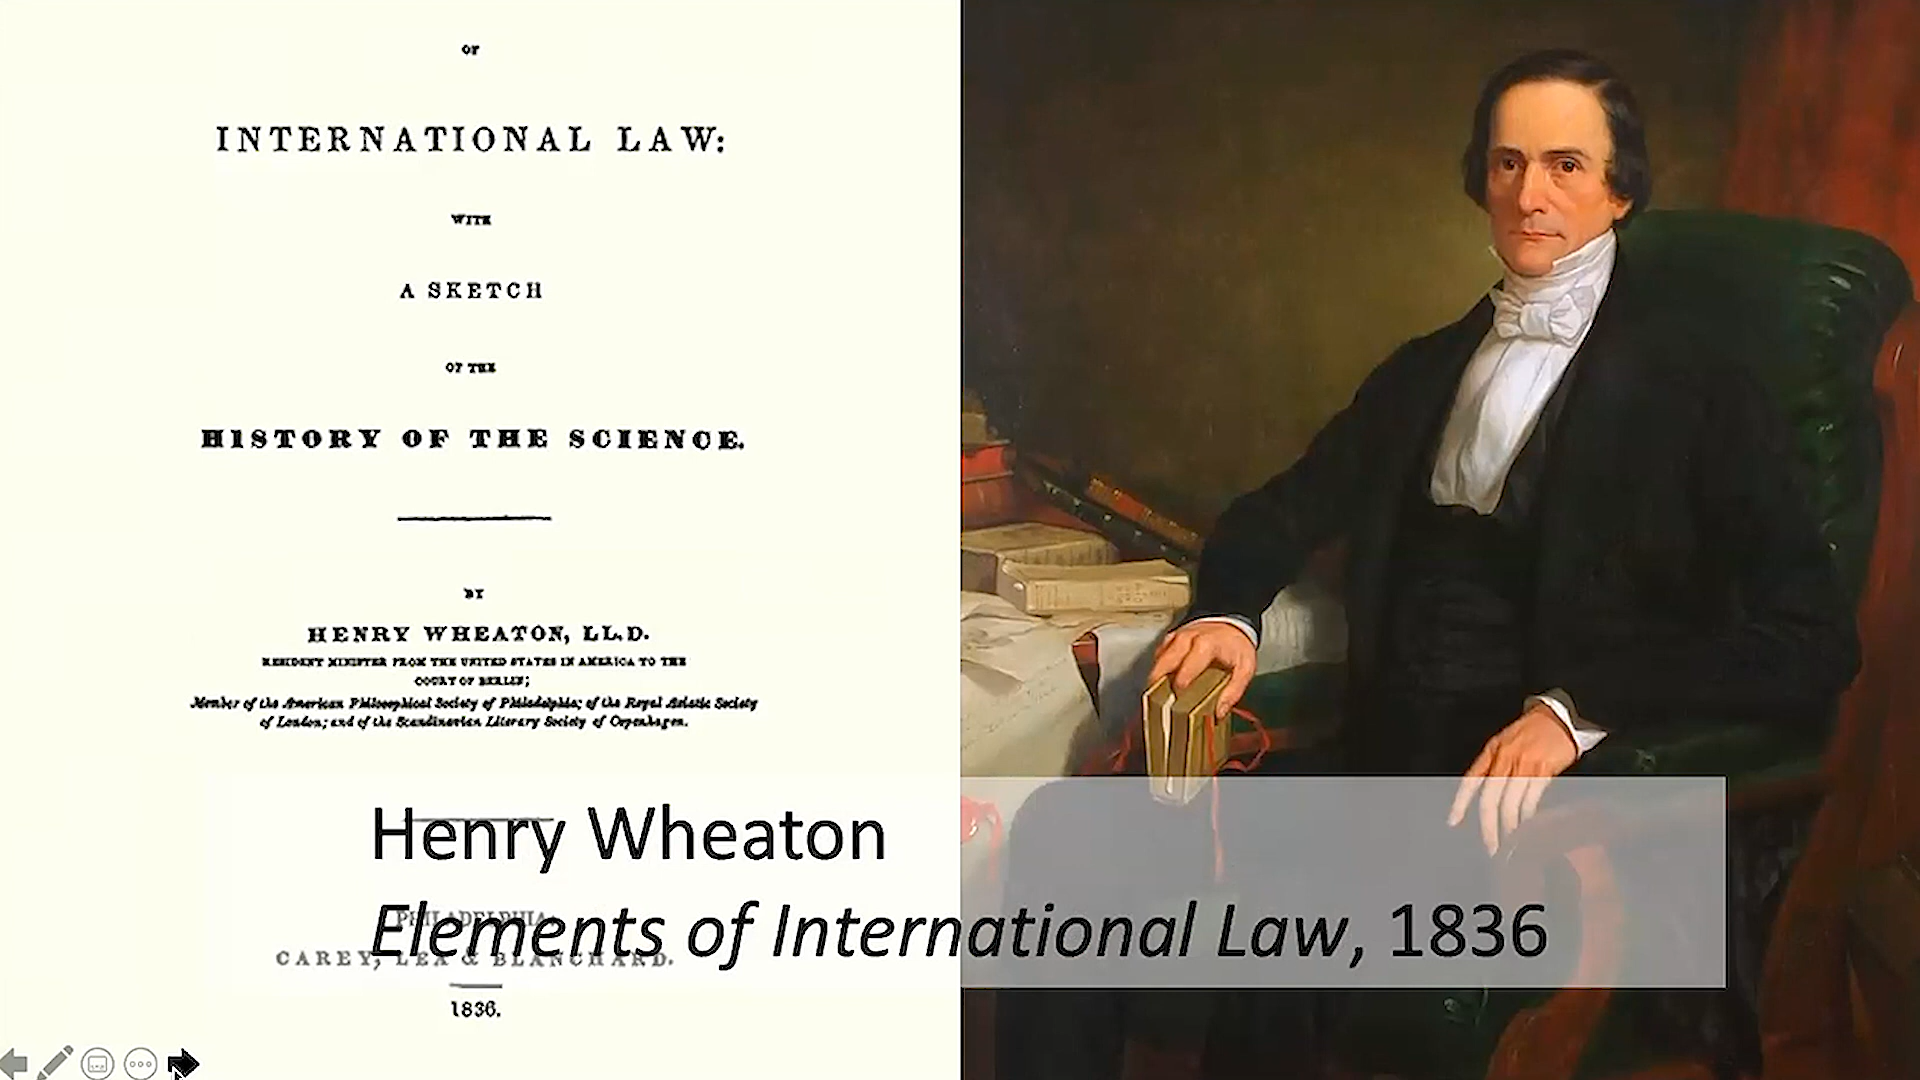 OF
INTERNATIONAL LAW:
WITH
A SKETCH
OF THE
HISTORY OF THE SCIENCE.
BY
HENRY WHEATON, LL.D.
RESIDENT MINISTER FROM THE UNITED STATES IN AMERICA TO THE
COURT OF BERLIN;
Member of the American Philosophical Society of Philadelphia; of the Royal Asiatic Society
of London; and of the Scandinavian Literary Society of Copenhagen.
Henry Wheaton
PHILADELPHIA:
Elements of International Law, 1836
CAREY, LEA & BLANCHARD.
1836.